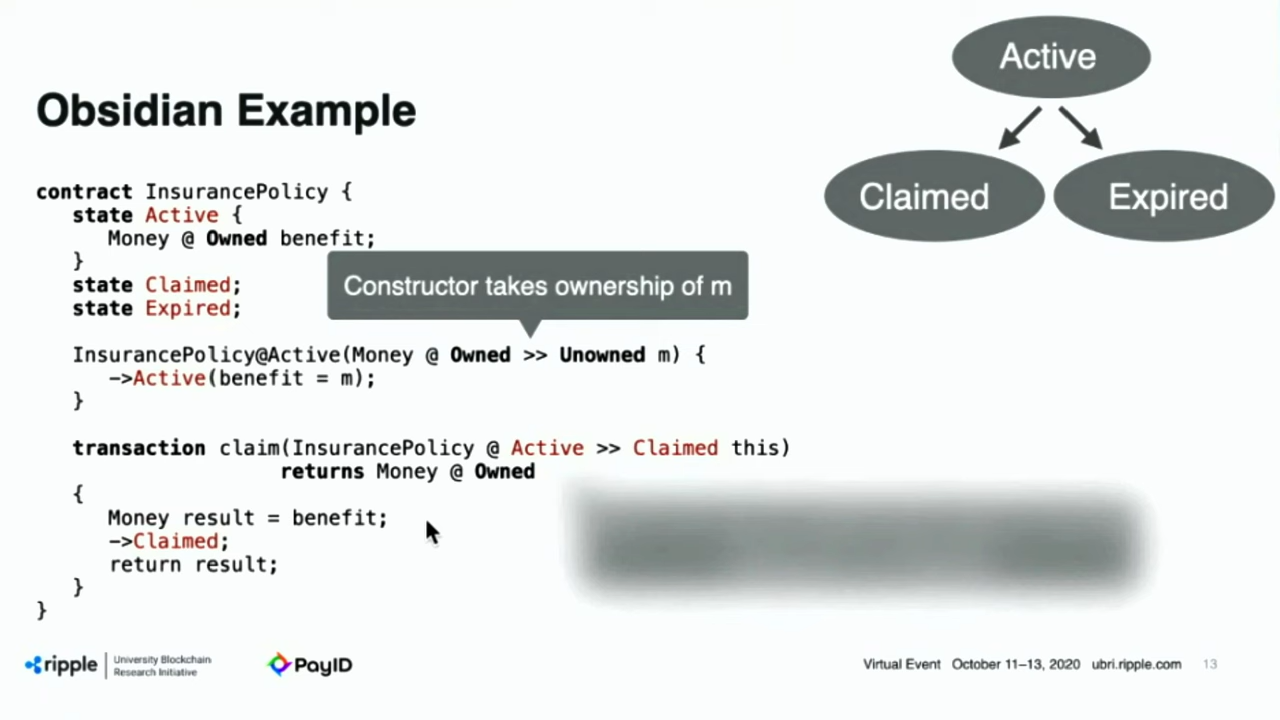 Active
Obsidian Example
Claimed
Expired
contract InsurancePolicy {
state Active {
Money @ Owned benefit;
}
state Claimed;
state Expired;
Constructor takes ownership of m
InsurancePolicy@Active(Money @ Owned >> Unowned m) {
->Active(benefit = m);
}
transaction claim(InsurancePolicy @ Active >> Claimed this)
returns Money @ Owned
{
Money result = benefit;
->Claimed;
return result;
}
}
ripple
University Blockchain
Research Initiative
PayID
Virtual Event October 11–13, 2020 ubri.ripple.com 13